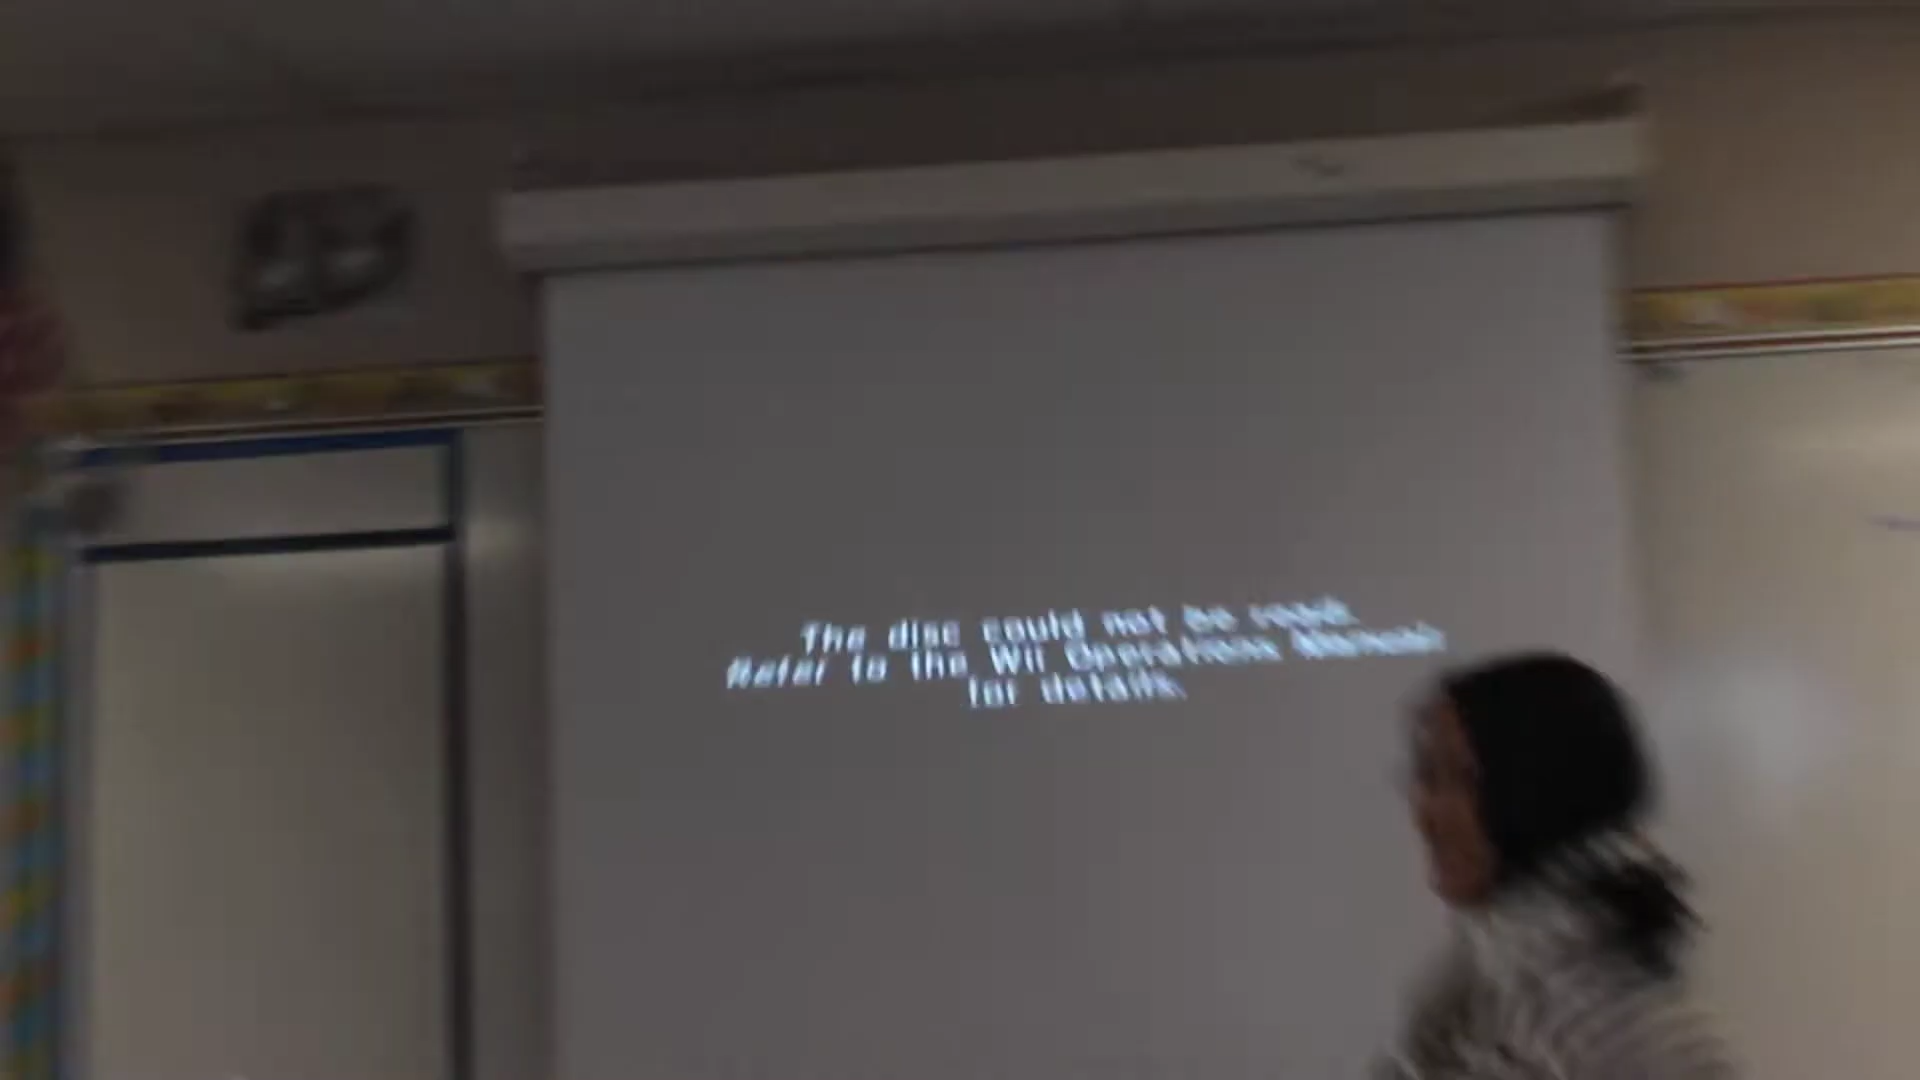 The disc could not be read.
Refer to the Wii Operations Manual
for details.